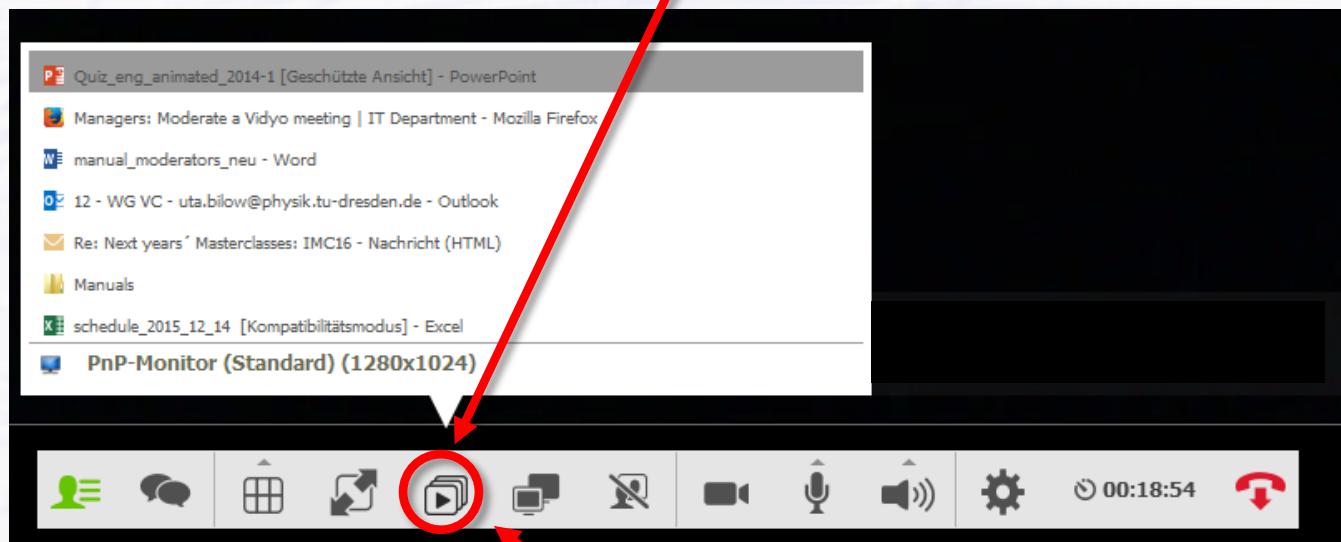 Quiz_eng_animated_2014-1 [Geschützte Ansicht] - PowerPoint
Managers: Moderate a Vidyo meeting | IT Department - Mozilla Firefox
manual_moderators_neu - Word
12 - WG VC - uta.bilow@physik.tu-dresden.de - Outlook
Re: Next years´ Masterclasses: IMC16 - Nachricht (HTML)
Manuals
schedule_2015_12_14 [Kompatibilitätsmodus] - Excel
PnP-Monitor (Standard) (1280x1024)
00:18:54